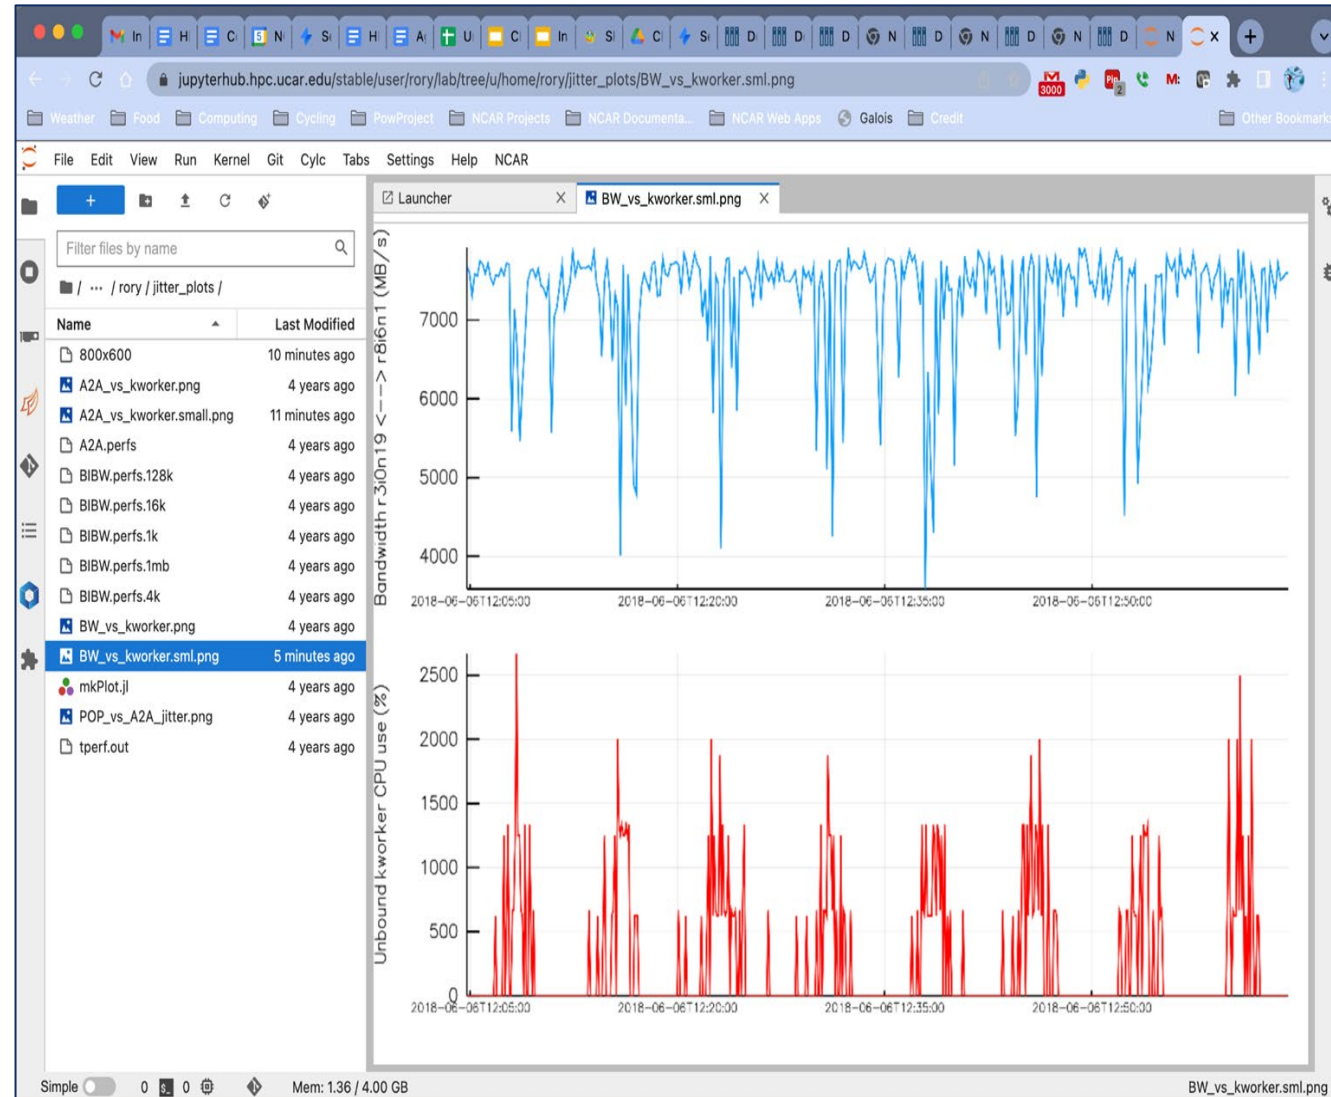 In H C 5 N S H A U C In S C S D D D N D N D N D N × +
jupyterhub.hpc.ucar.edu/stable/user/rory/lab/tree/u/home/rory/jitter_plots/BW_vs_kworker.sml.png 3000 2 M:
Weather Food Computing Cycling PowProject NCAR Projects NCAR Documenta... NCAR Web Apps Galois Credit Other Bookmarks
File Edit View Run Kernel Git Cylc Tabs Settings Help NCAR
+
Filter files by name
/ ··· / rory / jitter_plots /
Name Last Modified
800x600 10 minutes ago
A2A_vs_kworker.png 4 years ago
A2A_vs_kworker.small.png 11 minutes ago
A2A.perfs 4 years ago
BIBW.perfs.128k 4 years ago
BIBW.perfs.16k 4 years ago
BIBW.perfs.1k 4 years ago
BIBW.perfs.1mb 4 years ago
BIBW.perfs.4k 4 years ago
BW_vs_kworker.png 4 years ago
BW_vs_kworker.sml.png 5 minutes ago
mkPlot.jl 4 years ago
POP_vs_A2A_jitter.png 4 years ago
tperf.out 4 years ago
Launcher × BW_vs_kworker.sml.png ×
Bandwidth r3i0n19 <--> r8i6n1 (MB/s)
7000
6000
5000
4000
2018-06-06T12:05:00 2018-06-06T12:20:00 2018-06-06T12:35:00 2018-06-06T12:50:00
Unbound kworker CPU use (%)
2500
2000
1500
1000
500
0
2018-06-06T12:05:00 2018-06-06T12:20:00 2018-06-06T12:35:00 2018-06-06T12:50:00
Simple 0 $_ 0 Mem: 1.36 / 4.00 GB BW_vs_kworker.sml.png